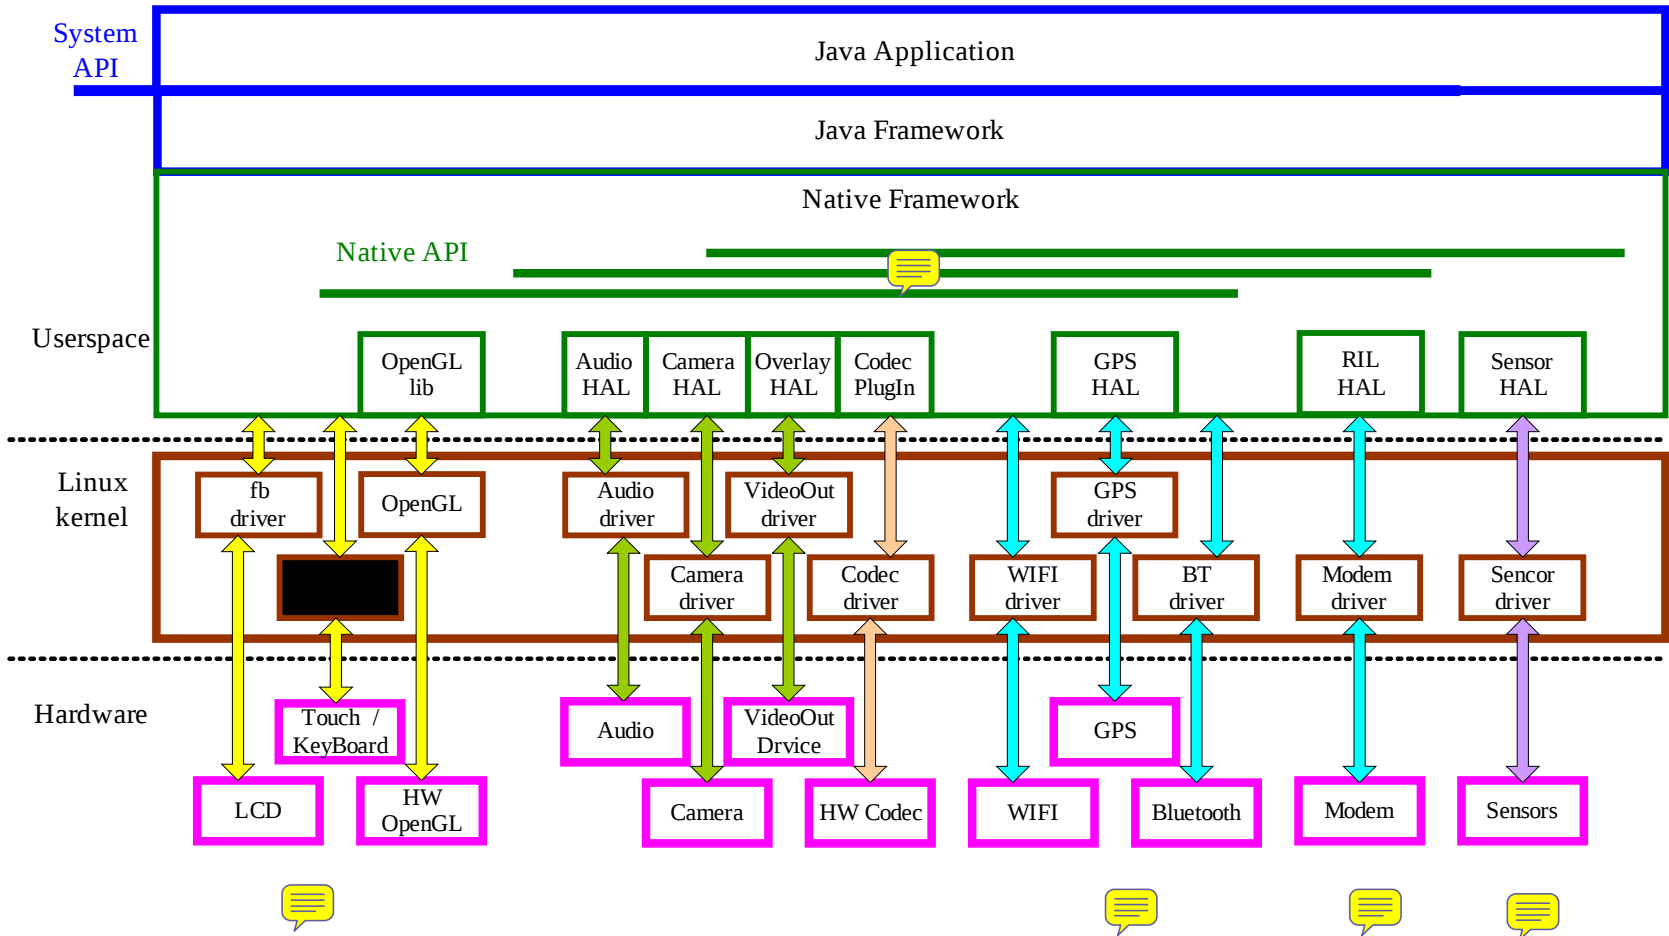 System
API
Java Application
Java Framework
Native Framework
Native API
Userspace
OpenGL
lib
Audio
HAL
Camera
HAL
Overlay
HAL
Codec
PlugIn
GPS
HAL
RIL
HAL
Sensor
HAL
Linux
kernel
fb
driver
OpenGL
Audio
driver
VideoOut
driver
GPS
driver
Camera
driver
Codec
driver
WIFI
driver
BT
driver
Modem
driver
Sencor
driver
Hardware
Touch /
KeyBoard
Audio
VideoOut
Drvice
GPS
LCD
HW
OpenGL
Camera
HW Codec
WIFI
Bluetooth
Modem
Sensors